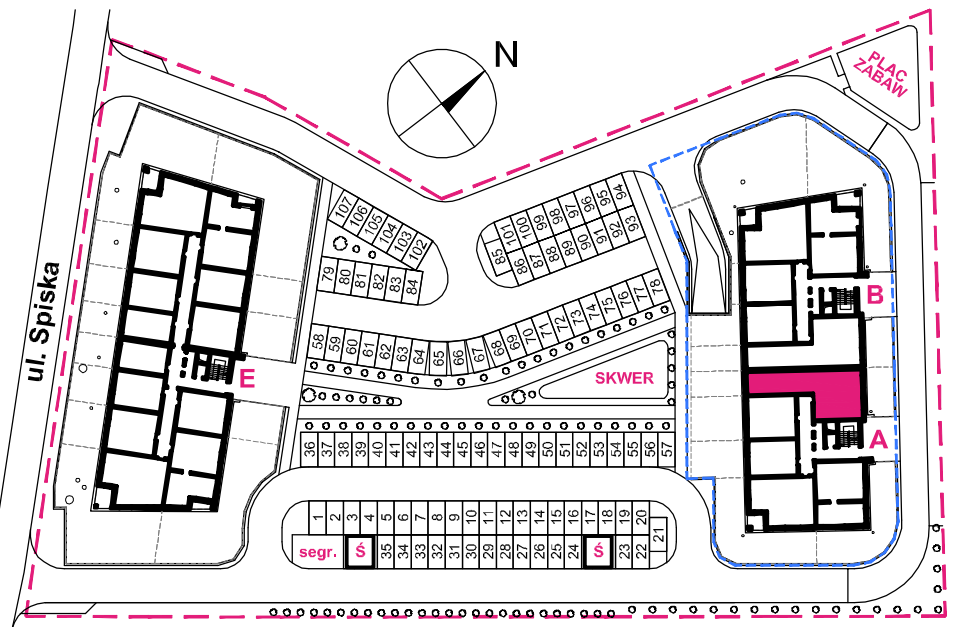 N
PLAC
ZABAW
ul. Spiska
107 106 105 104 103 102
79 80 81 82 83 84
85 101 100 99 98 97 96 95 94
86 87 88 89 90 91 92 93
58 59 60 61 62 63 64 65 66 67 68 69 70 71 72 73 74 75 76 77 78
B
E
SKWER
A
36 37 38 39 40 41 42 43 44 45 46 47 48 49 50 51 52 53 54 55 56 57
1 2 3 4 5 6 7 8 9 10 11 12 13 14 15 16 17 18 19 20
21
segr. Ś 35 34 33 32 31 30 29 28 27 26 25 24 Ś 23 22